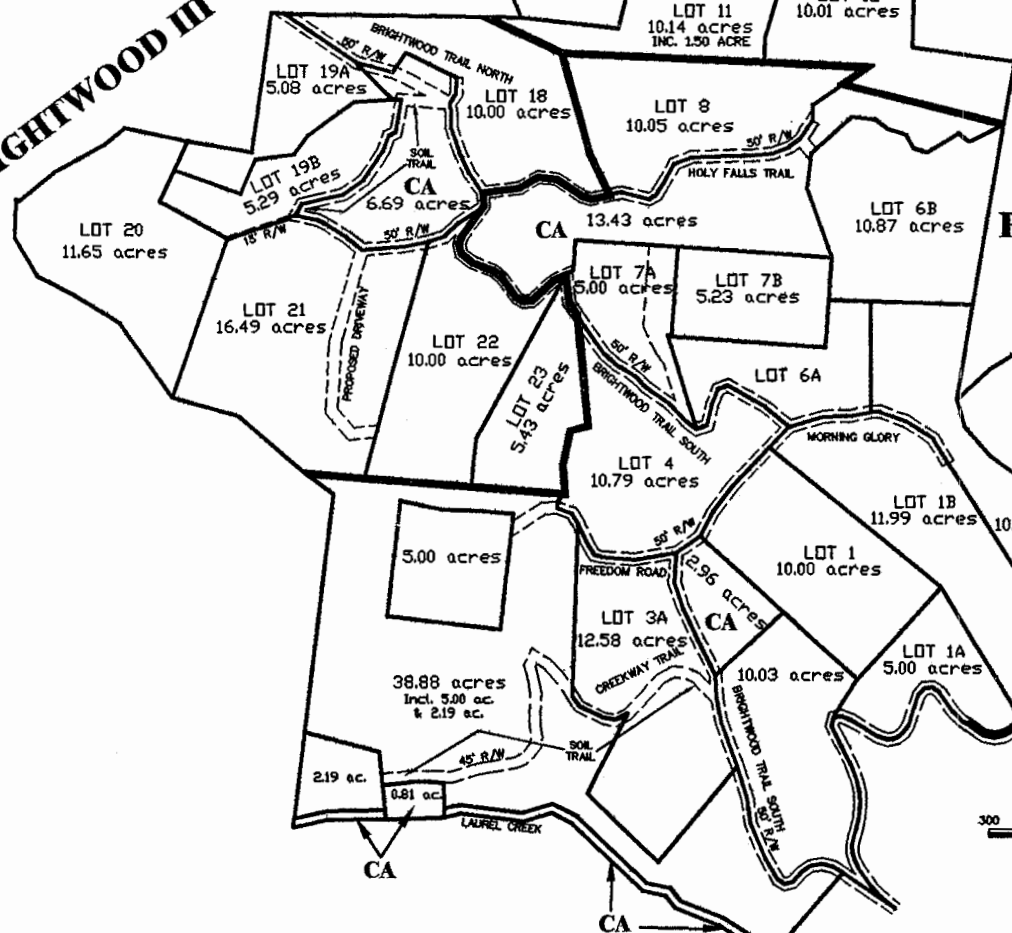 GHTWOOD III
LOT 11
10.14 acres
INC. 1.50 ACRE
10.01 acres
50' R/W
BRIGHTWOOD TRAIL NORTH
LOT 19A
5.08 acres
LOT 18
10.00 acres
LOT 8
10.05 acres
50' R/W
HOLY FALLS TRAIL
SOIL
TRAIL
LOT 19B
5.29 acres
CA
6.69 acres
LOT 20
11.65 acres
15' R/W
50' R/W
CA
13.43 acres
LOT 6B
10.87 acres
LOT 7A
5.00 acres
LOT 7B
5.23 acres
LOT 21
16.49 acres
PROPOSED DRIVEWAY
LOT 22
10.00 acres
LOT 23
5.43 acres
50' R/W
BRIGHTWOOD TRAIL SOUTH
LOT 6A
MORNING GLORY
LOT 4
10.79 acres
LOT 1B
11.99 acres
10
50' R/W
5.00 acres
FREEDOM ROAD
2.96 acres
CA
LOT 1
10.00 acres
LOT 3A
12.58 acres
CREEKWAY TRAIL
10.03 acres
LOT 1A
5.00 acres
38.88 acres
Incl. 5.00 ac.
& 2.19 ac.
BRIGHTWOOD TRAIL SOUTH
50' R/W
SOIL
TRAIL
45' R/W
2.19 ac.
0.81 ac.
LAUREL CREEK
300
CA
CA